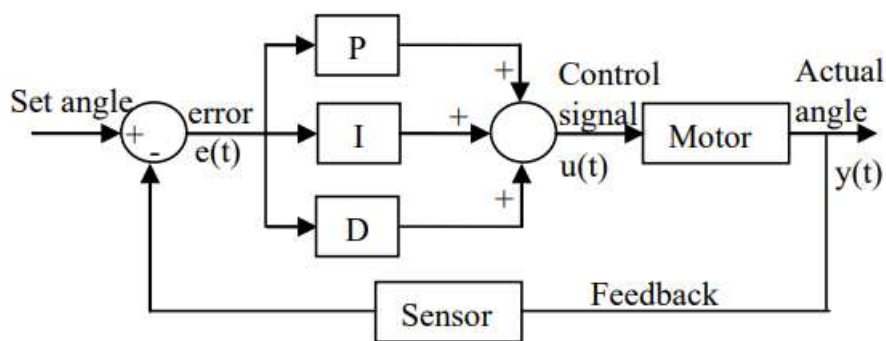 P
Set angle
+
-
error
e(t)
I
D
+
+
+
Control
signal
u(t)
Motor
Actual
angle
y(t)
Sensor
Feedback